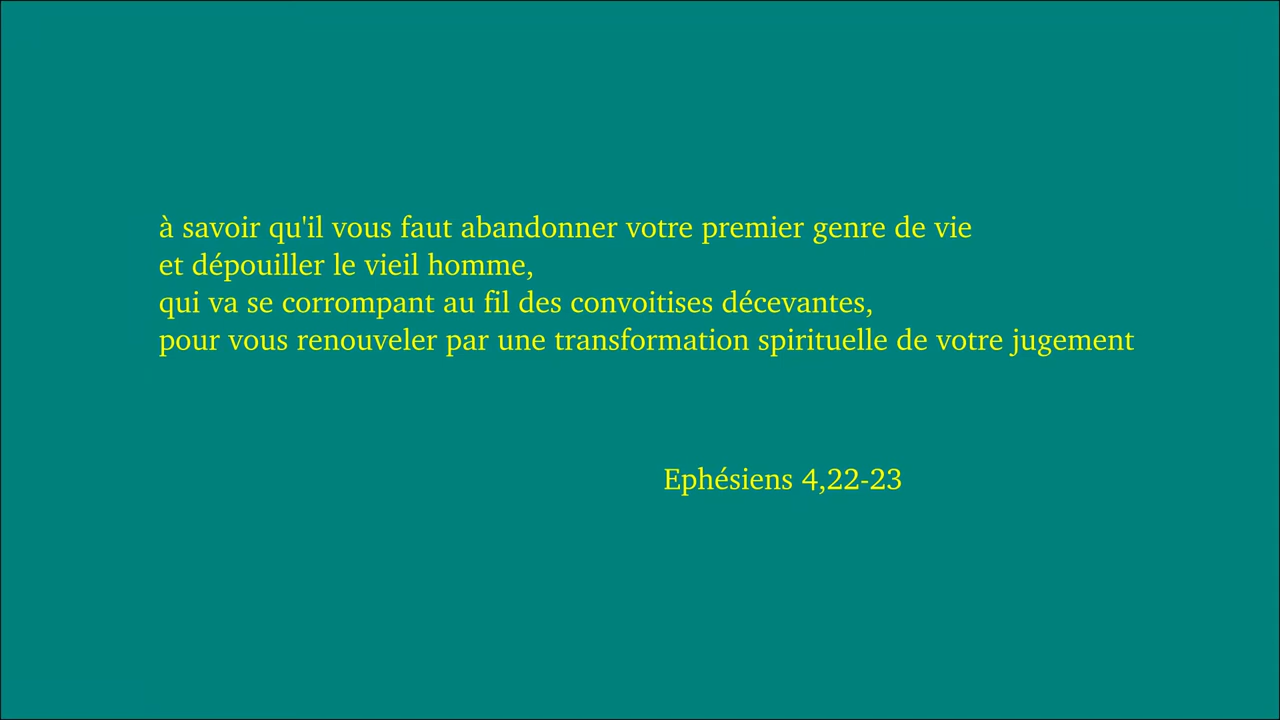 à savoir qu'il vous faut abandonner votre premier genre de vie
et dépouiller le vieil homme,
qui va se corrompant au fil des convoitises décevantes,
pour vous renouveler par une transformation spirituelle de votre jugement
Ephésiens 4,22-23